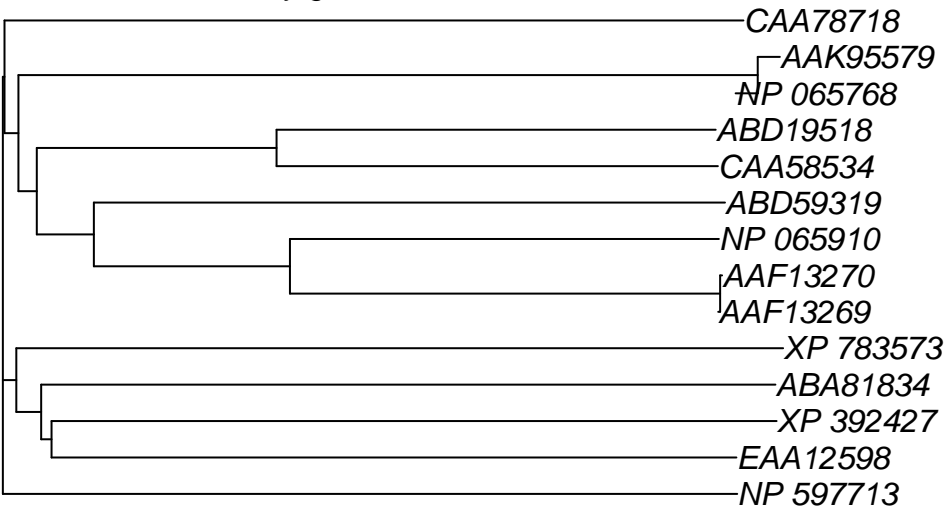 CAA78718
AAK95579
NP 065768
ABD19518
CAA58534
ABD59319
NP 065910
AAF13270
AAF13269
XP 783573
ABA81834
XP 392427
EAA12598
NP 597713